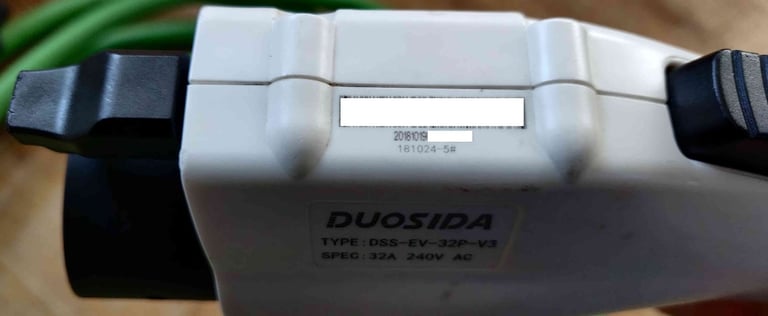 20181019
181024-5#
DUOSIDA
TYPE:DSS-EV-32P-V3
SPEC:32A 240V AC